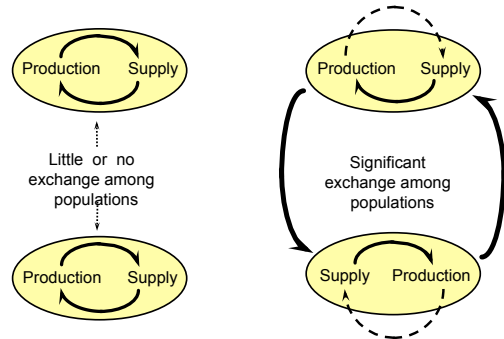 Production Supply
Little or no
exchange among
populations
Production Supply
Production Supply
Significant
exchange among
populations
Supply Production